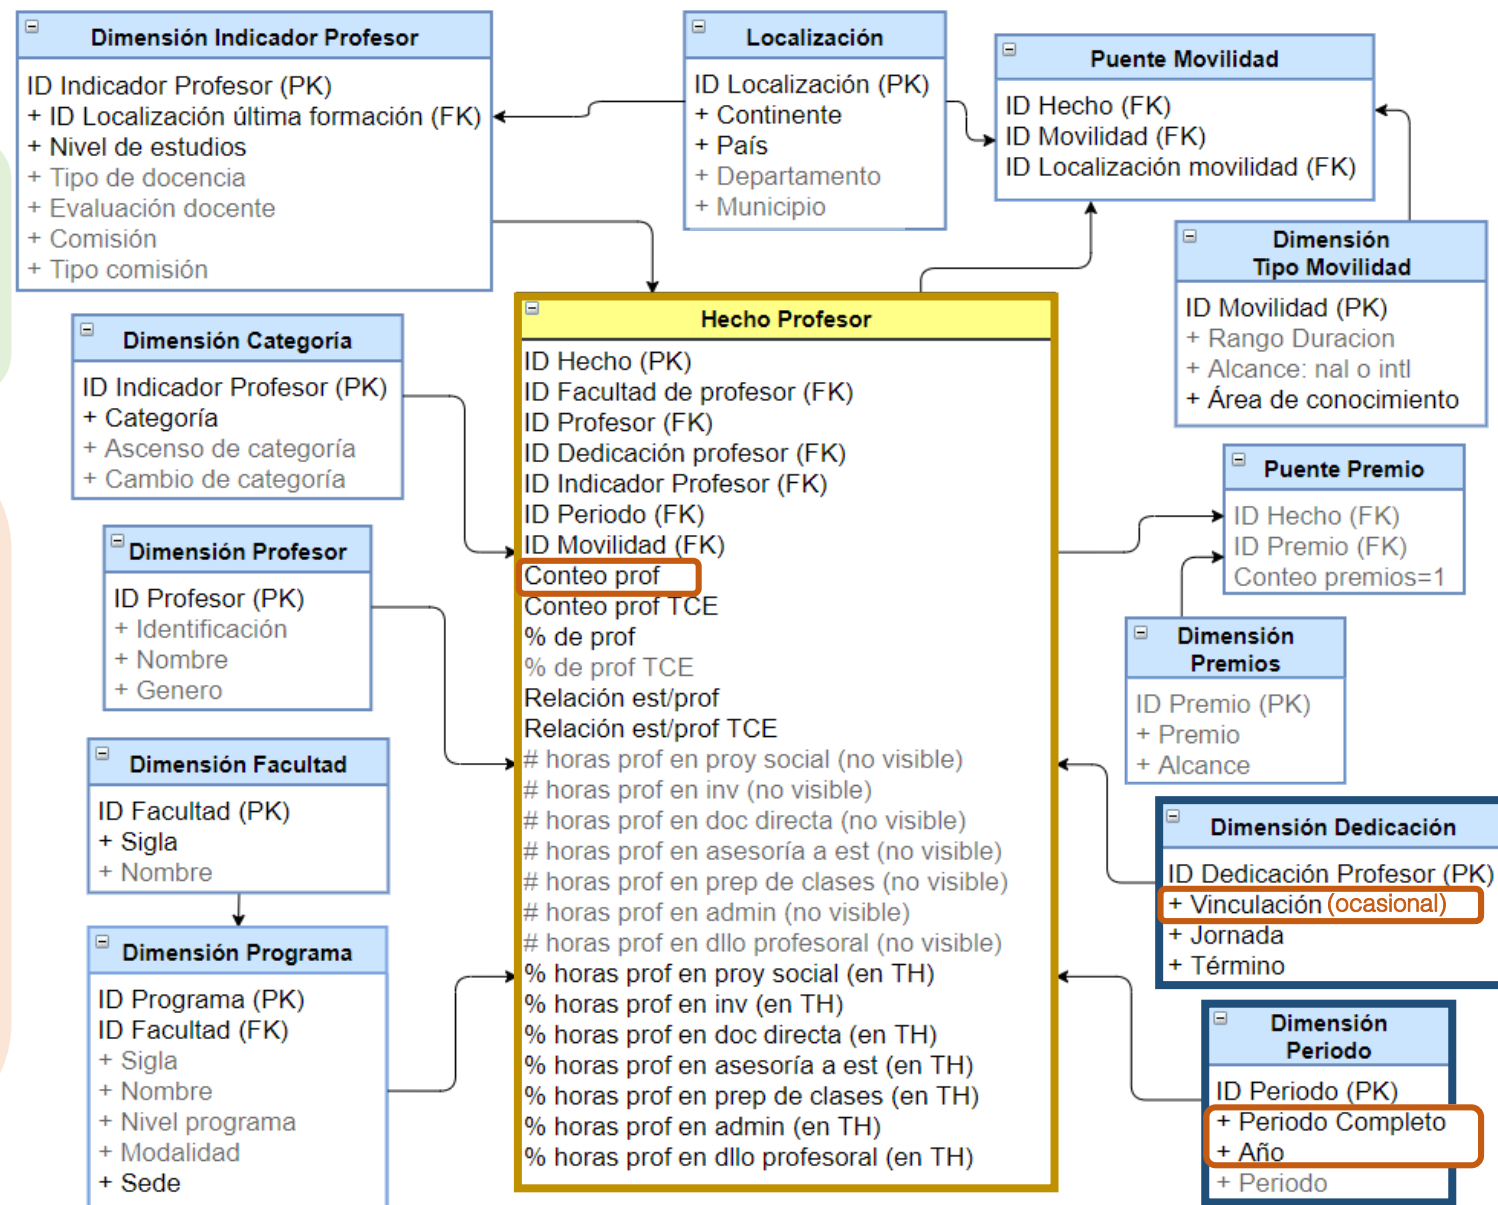 Dimensión Indicador Profesor
ID Indicador Profesor (PK)
+ ID Localización última formación (FK)
+ Nivel de estudios
+ Tipo de docencia
+ Evaluación docente
+ Comisión
+ Tipo comisión
Localización
ID Localización (PK)
+ Continente
+ País
+ Departamento
+ Municipio
Puente Movilidad
ID Hecho (FK)
ID Movilidad (FK)
ID Localización movilidad (FK)
Dimensión
Tipo Movilidad
ID Movilidad (PK)
+ Rango Duracion
+ Alcance: nal o intl
+ Área de conocimiento
Dimensión Categoría
ID Indicador Profesor (PK)
+ Categoría
+ Ascenso de categoría
+ Cambio de categoría
Dimensión Profesor
ID Profesor (PK)
+ Identificación
+ Nombre
+ Genero
Dimensión Facultad
ID Facultad (PK)
+ Sigla
+ Nombre
Dimensión Programa
ID Programa (PK)
ID Facultad (FK)
+ Sigla
+ Nombre
+ Nivel programa
+ Modalidad
+ Sede
Hecho Profesor
ID Hecho (PK)
ID Facultad de profesor (FK)
ID Profesor (FK)
ID Dedicación profesor (FK)
ID Indicador Profesor (FK)
ID Periodo (FK)
ID Movilidad (FK)
Conteo prof
Conteo prof TCE
% de prof
% de prof TCE
Relación est/prof
Relación est/prof TCE
# horas prof en proy social (no visible)
# horas prof en inv (no visible)
# horas prof en doc directa (no visible)
# horas prof en asesoría a est (no visible)
# horas prof en prep de clases (no visible)
# horas prof en admin (no visible)
# horas prof en dllo profesoral (no visible)
% horas prof en proy social (en TH)
% horas prof en inv (en TH)
% horas prof en doc directa (en TH)
% horas prof en asesoría a est (en TH)
% horas prof en prep de clases (en TH)
% horas prof en admin (en TH)
% horas prof en dllo profesoral (en TH)
Puente Premio
ID Hecho (FK)
ID Premio (FK)
Conteo premios=1
Dimensión
Premios
ID Premio (PK)
+ Premio
+ Alcance
Dimensión Dedicación
ID Dedicación Profesor (PK)
+ Vinculación (ocasional)
+ Jornada
+ Término
Dimensión
Periodo
ID Periodo (PK)
+ Periodo Completo
+ Año
+ Periodo